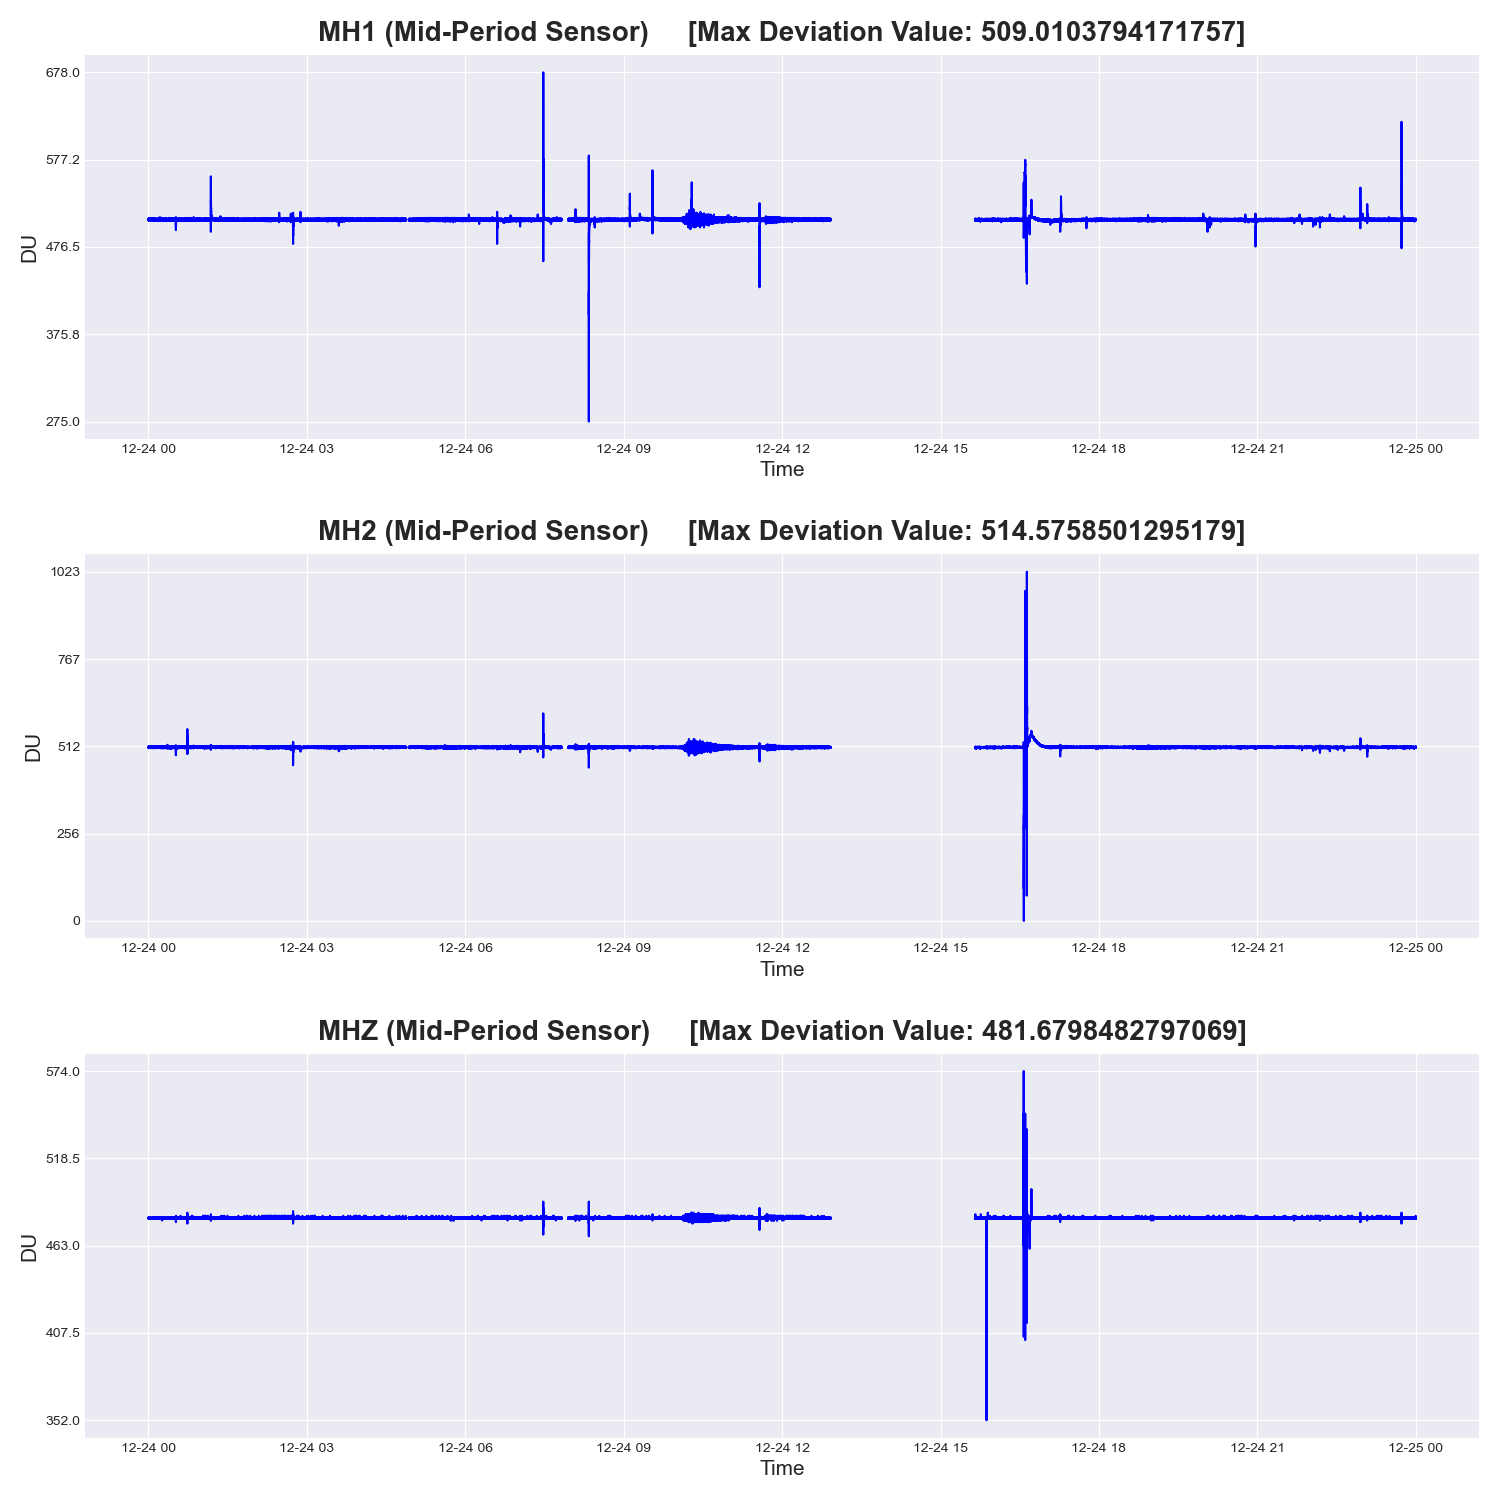 MH1 (Mid-Period Sensor) [Max Deviation Value: 509.0103794171757]
678.0
577.2
476.5
375.8
275.0
DU
12-24 00 12-24 03 12-24 06 12-24 09 12-24 12 12-24 15 12-24 18 12-24 21 12-25 00
Time
MH2 (Mid-Period Sensor) [Max Deviation Value: 514.5758501295179]
1023
767
512
256
0
DU
12-24 00 12-24 03 12-24 06 12-24 09 12-24 12 12-24 15 12-24 18 12-24 21 12-25 00
Time
MHZ (Mid-Period Sensor) [Max Deviation Value: 481.6798482797069]
574.0
518.5
463.0
407.5
352.0
DU
12-24 00 12-24 03 12-24 06 12-24 09 12-24 12 12-24 15 12-24 18 12-24 21 12-25 00
Time